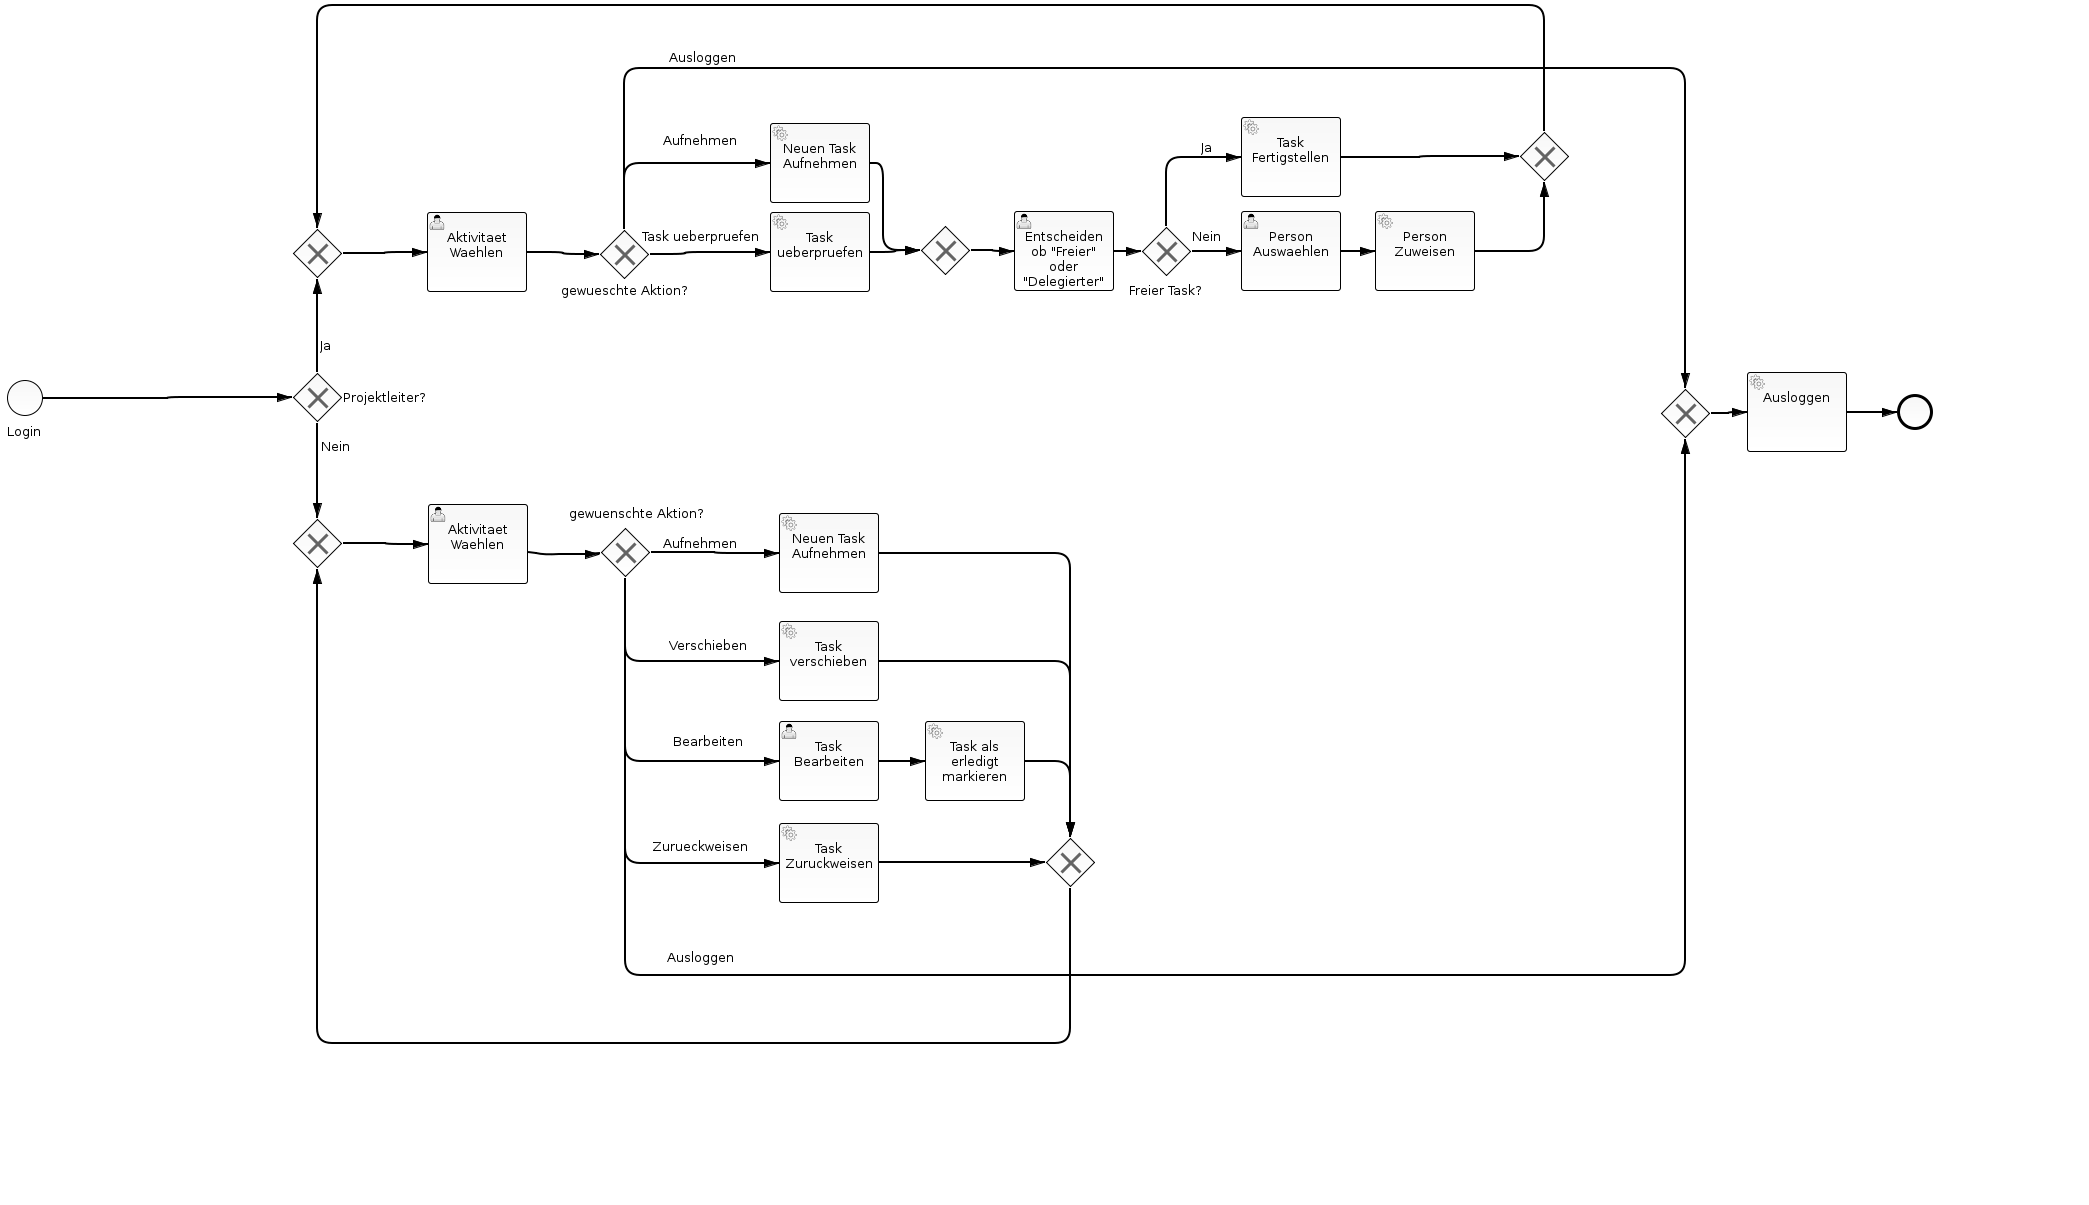 Ausloggen
Aufnehmen
Neuen Task
Aufnehmen
Ja
Task
Fertigstellen
Aktivitaet
Waehlen
gewueschte Aktion?
Task ueberpruefen
Task
ueberpruefen
Entscheiden
ob "Freier"
oder
"Delegierter"
Freier Task?
Nein
Person
Auswaehlen
Person
Zuweisen
Ja
Login
Projektleiter?
Nein
Ausloggen
Aktivitaet
Waehlen
gewuenschte Aktion?
Aufnehmen
Neuen Task
Aufnehmen
Verschieben
Task
verschieben
Bearbeiten
Task
Bearbeiten
Task als
erledigt
markieren
Zurueckweisen
Task
Zuruckweisen
Ausloggen